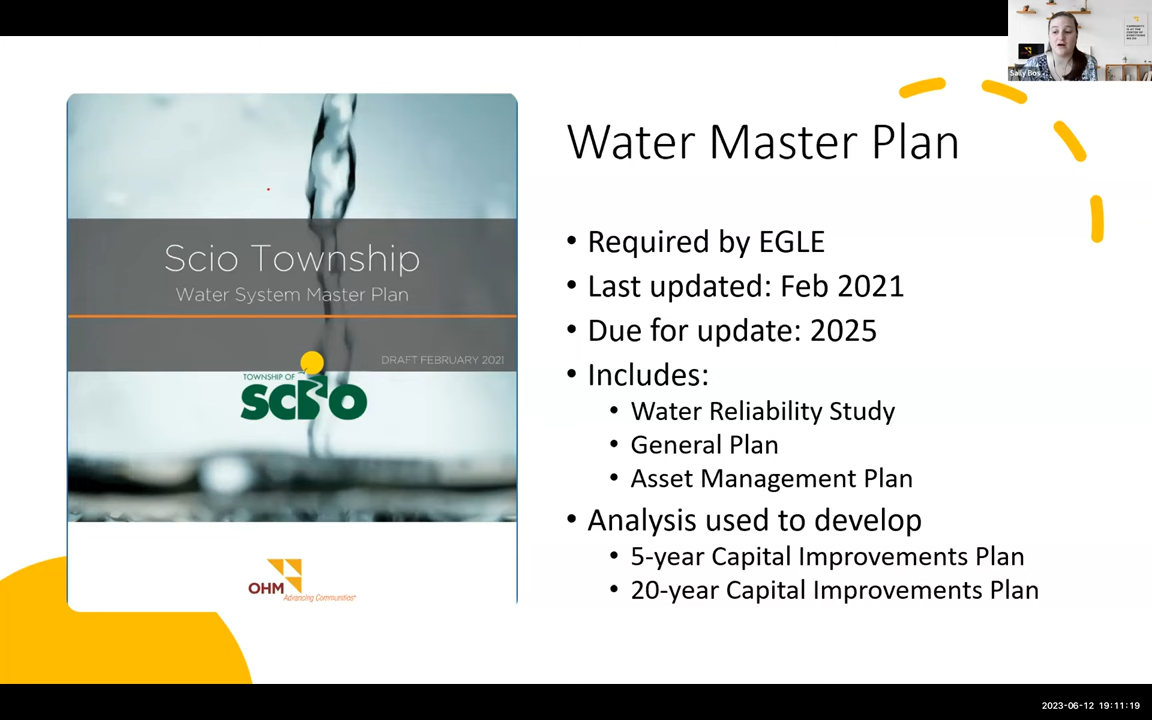 Sally Bos
Scio Township
Water System Master Plan
DRAFT FEBRUARY 2021
TOWNSHIP OF
SCIO
OHM
Advancing Communities
Water Master Plan
• Required by EGLE
• Last updated: Feb 2021
• Due for update: 2025
• Includes:
• Water Reliability Study
• General Plan
• Asset Management Plan
• Analysis used to develop
• 5-year Capital Improvements Plan
• 20-year Capital Improvements Plan
2023-06-12 19:11:19